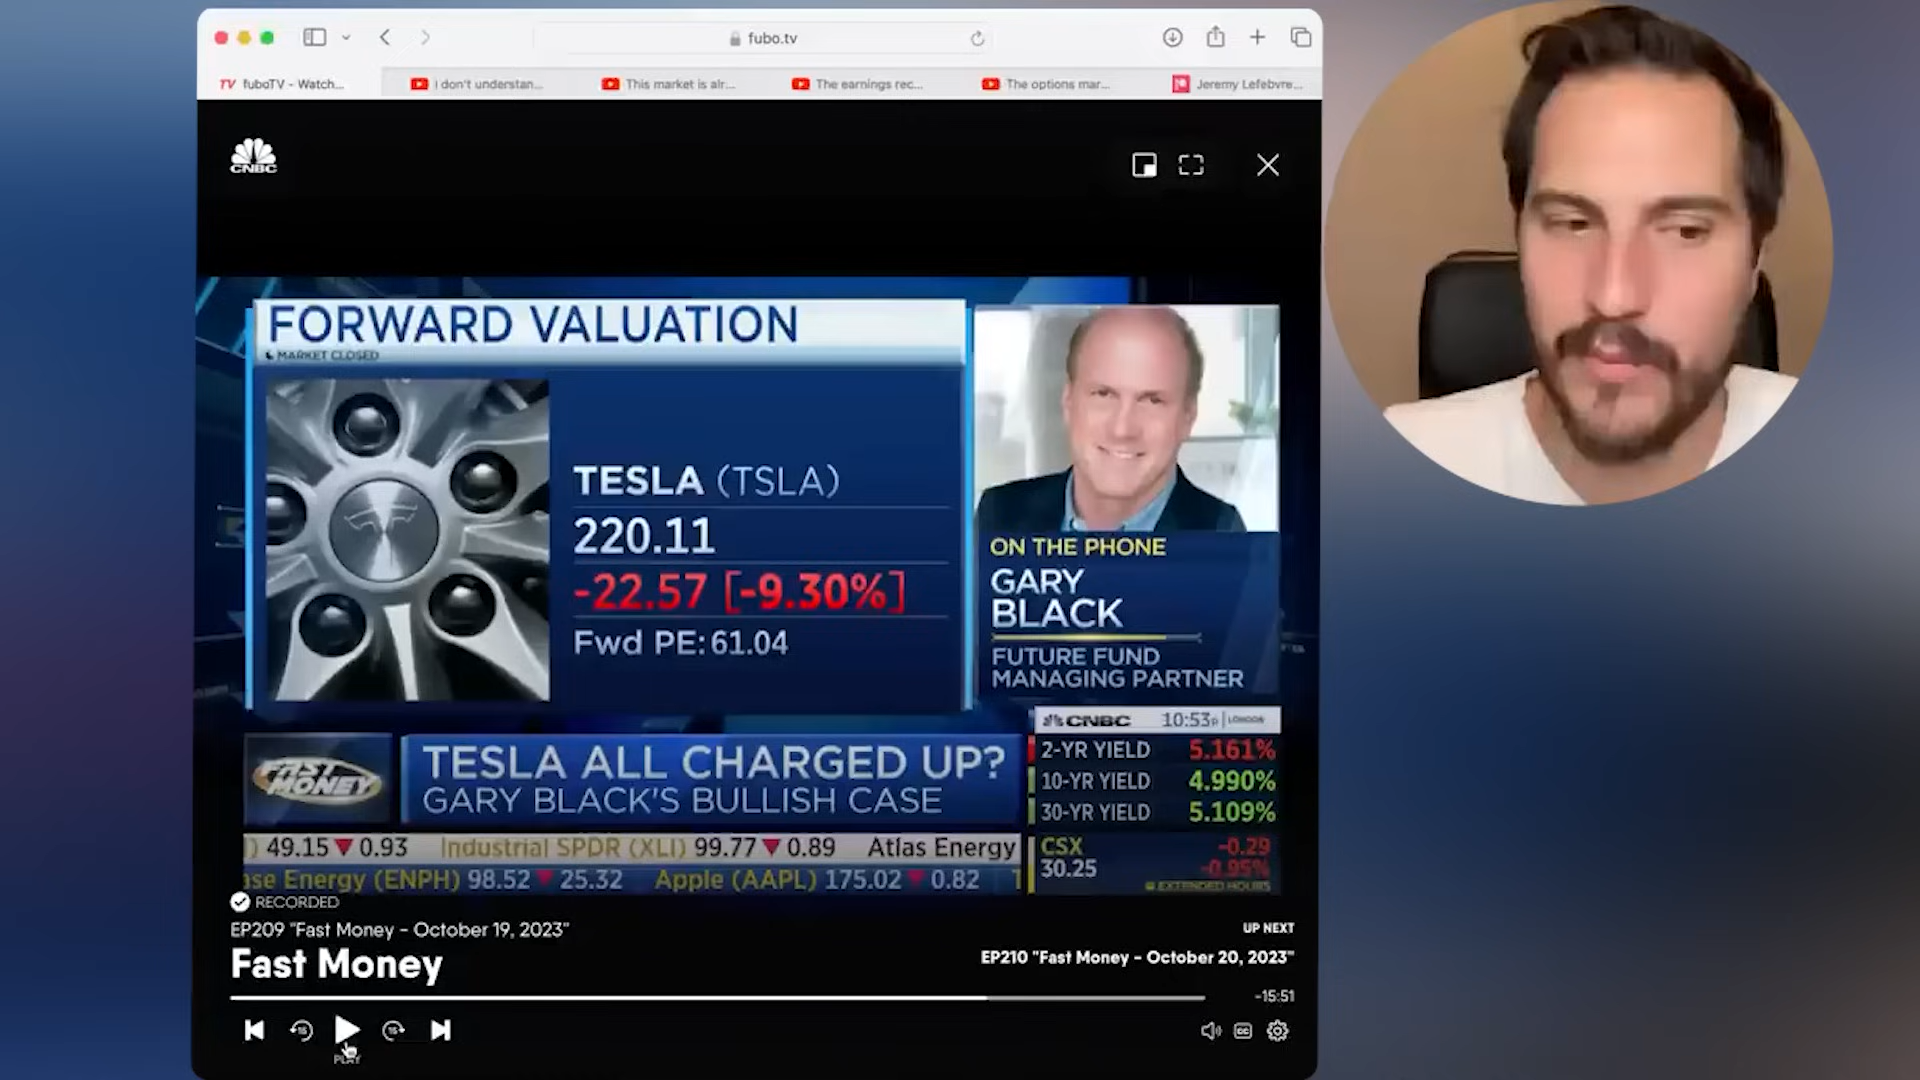 fubo.tv
TV fuboTV - Watch...
I don't understan...
This market is alr...
The earnings rec...
The options mar...
Jeremy Lefebvre...
CNBC
FORWARD VALUATION
MARKET CLOSED
TESLA (TSLA)
220.11
-22.57 [-9.30%]
Fwd PE: 61.04
ON THE PHONE
GARY
BLACK
FUTURE FUND
MANAGING PARTNER
CNBC 10:53P LONDON
2-YR YIELD 5.161%
10-YR YIELD 4.990%
30-YR YIELD 5.109%
FAST MONEY
TESLA ALL CHARGED UP?
GARY BLACK'S BULLISH CASE
) 49.15 ▼ 0.93 Industrial SPDR (XLI) 99.77 ▼ 0.89 Atlas Energy
ase Energy (ENPH) 98.52 ▼ 25.32 Apple (AAPL) 175.02 ▼ 0.82
CSX -0.29
30.25 -0.95%
EXTENDED HOURS
RECORDED
EP209 "Fast Money - October 19, 2023"
Fast Money
UP NEXT
EP210 "Fast Money - October 20, 2023"
-15:51
15
15
CC
PLAY